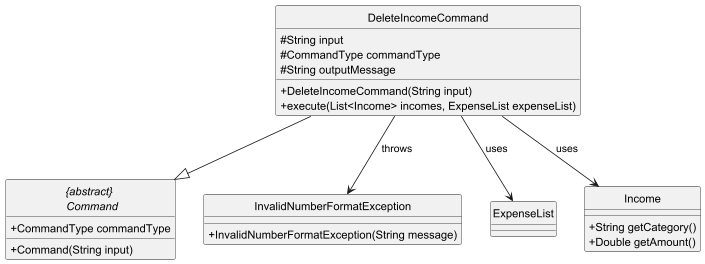 DeleteIncomeCommand
#String input
#CommandType commandType
#String outputMessage
+DeleteIncomeCommand(String input)
+execute(List<Income> incomes, ExpenseList expenseList)
throws
uses
uses
{abstract}
Command
+CommandType commandType
+Command(String input)
InvalidNumberFormatException
+InvalidNumberFormatException(String message)
ExpenseList
Income
+String getCategory()
+Double getAmount()